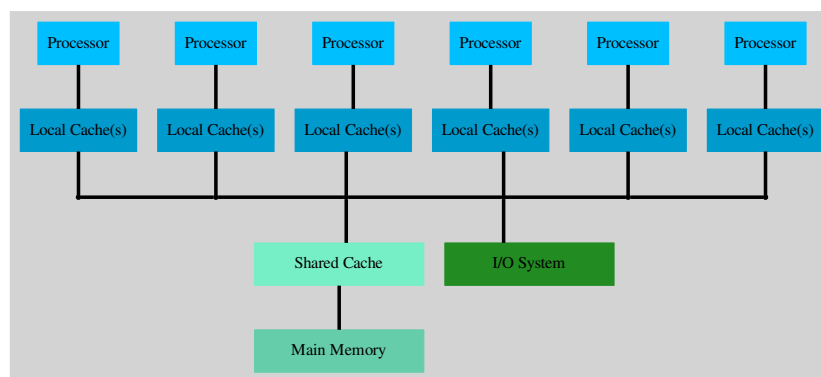 Processor Processor Processor Processor Processor Processor
Local Cache(s) Local Cache(s) Local Cache(s) Local Cache(s) Local Cache(s) Local Cache(s)
Shared Cache I/O System
Main Memory